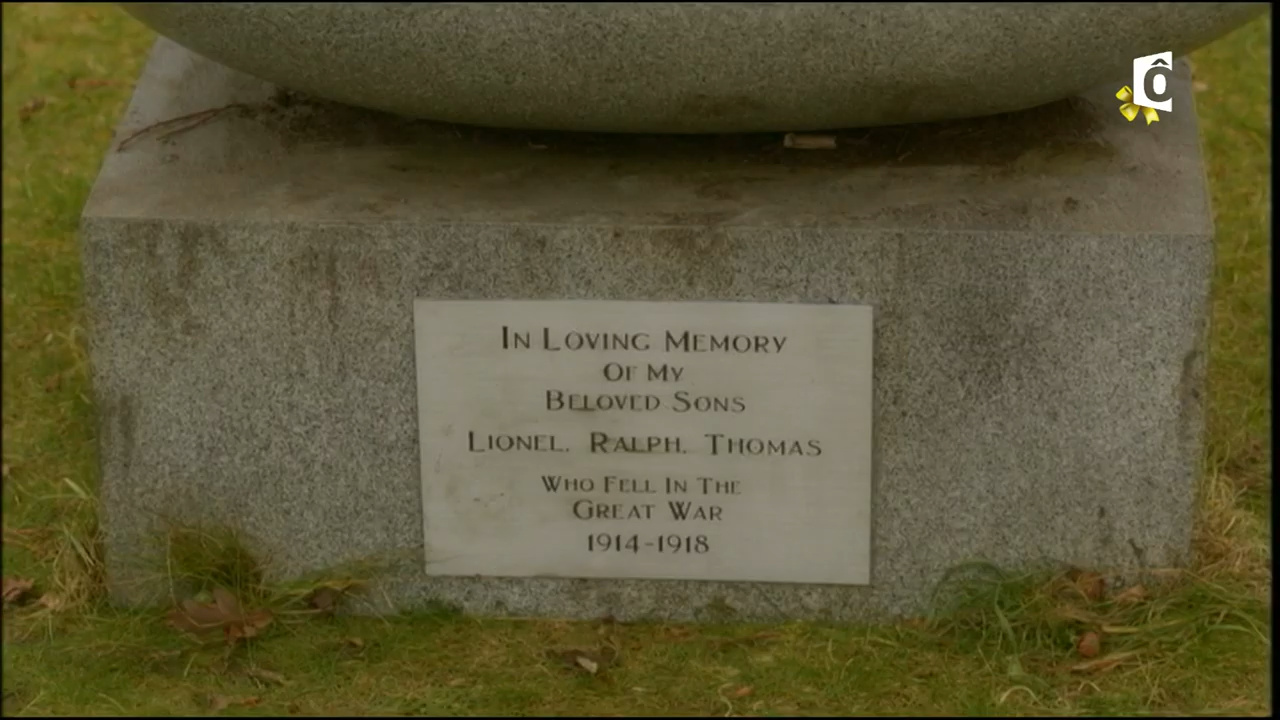 Ô
IN LOVING MEMORY
OF MY
BELOVED SONS
LIONEL. RALPH. THOMAS
WHO FELL IN THE
GREAT WAR
1914-1918